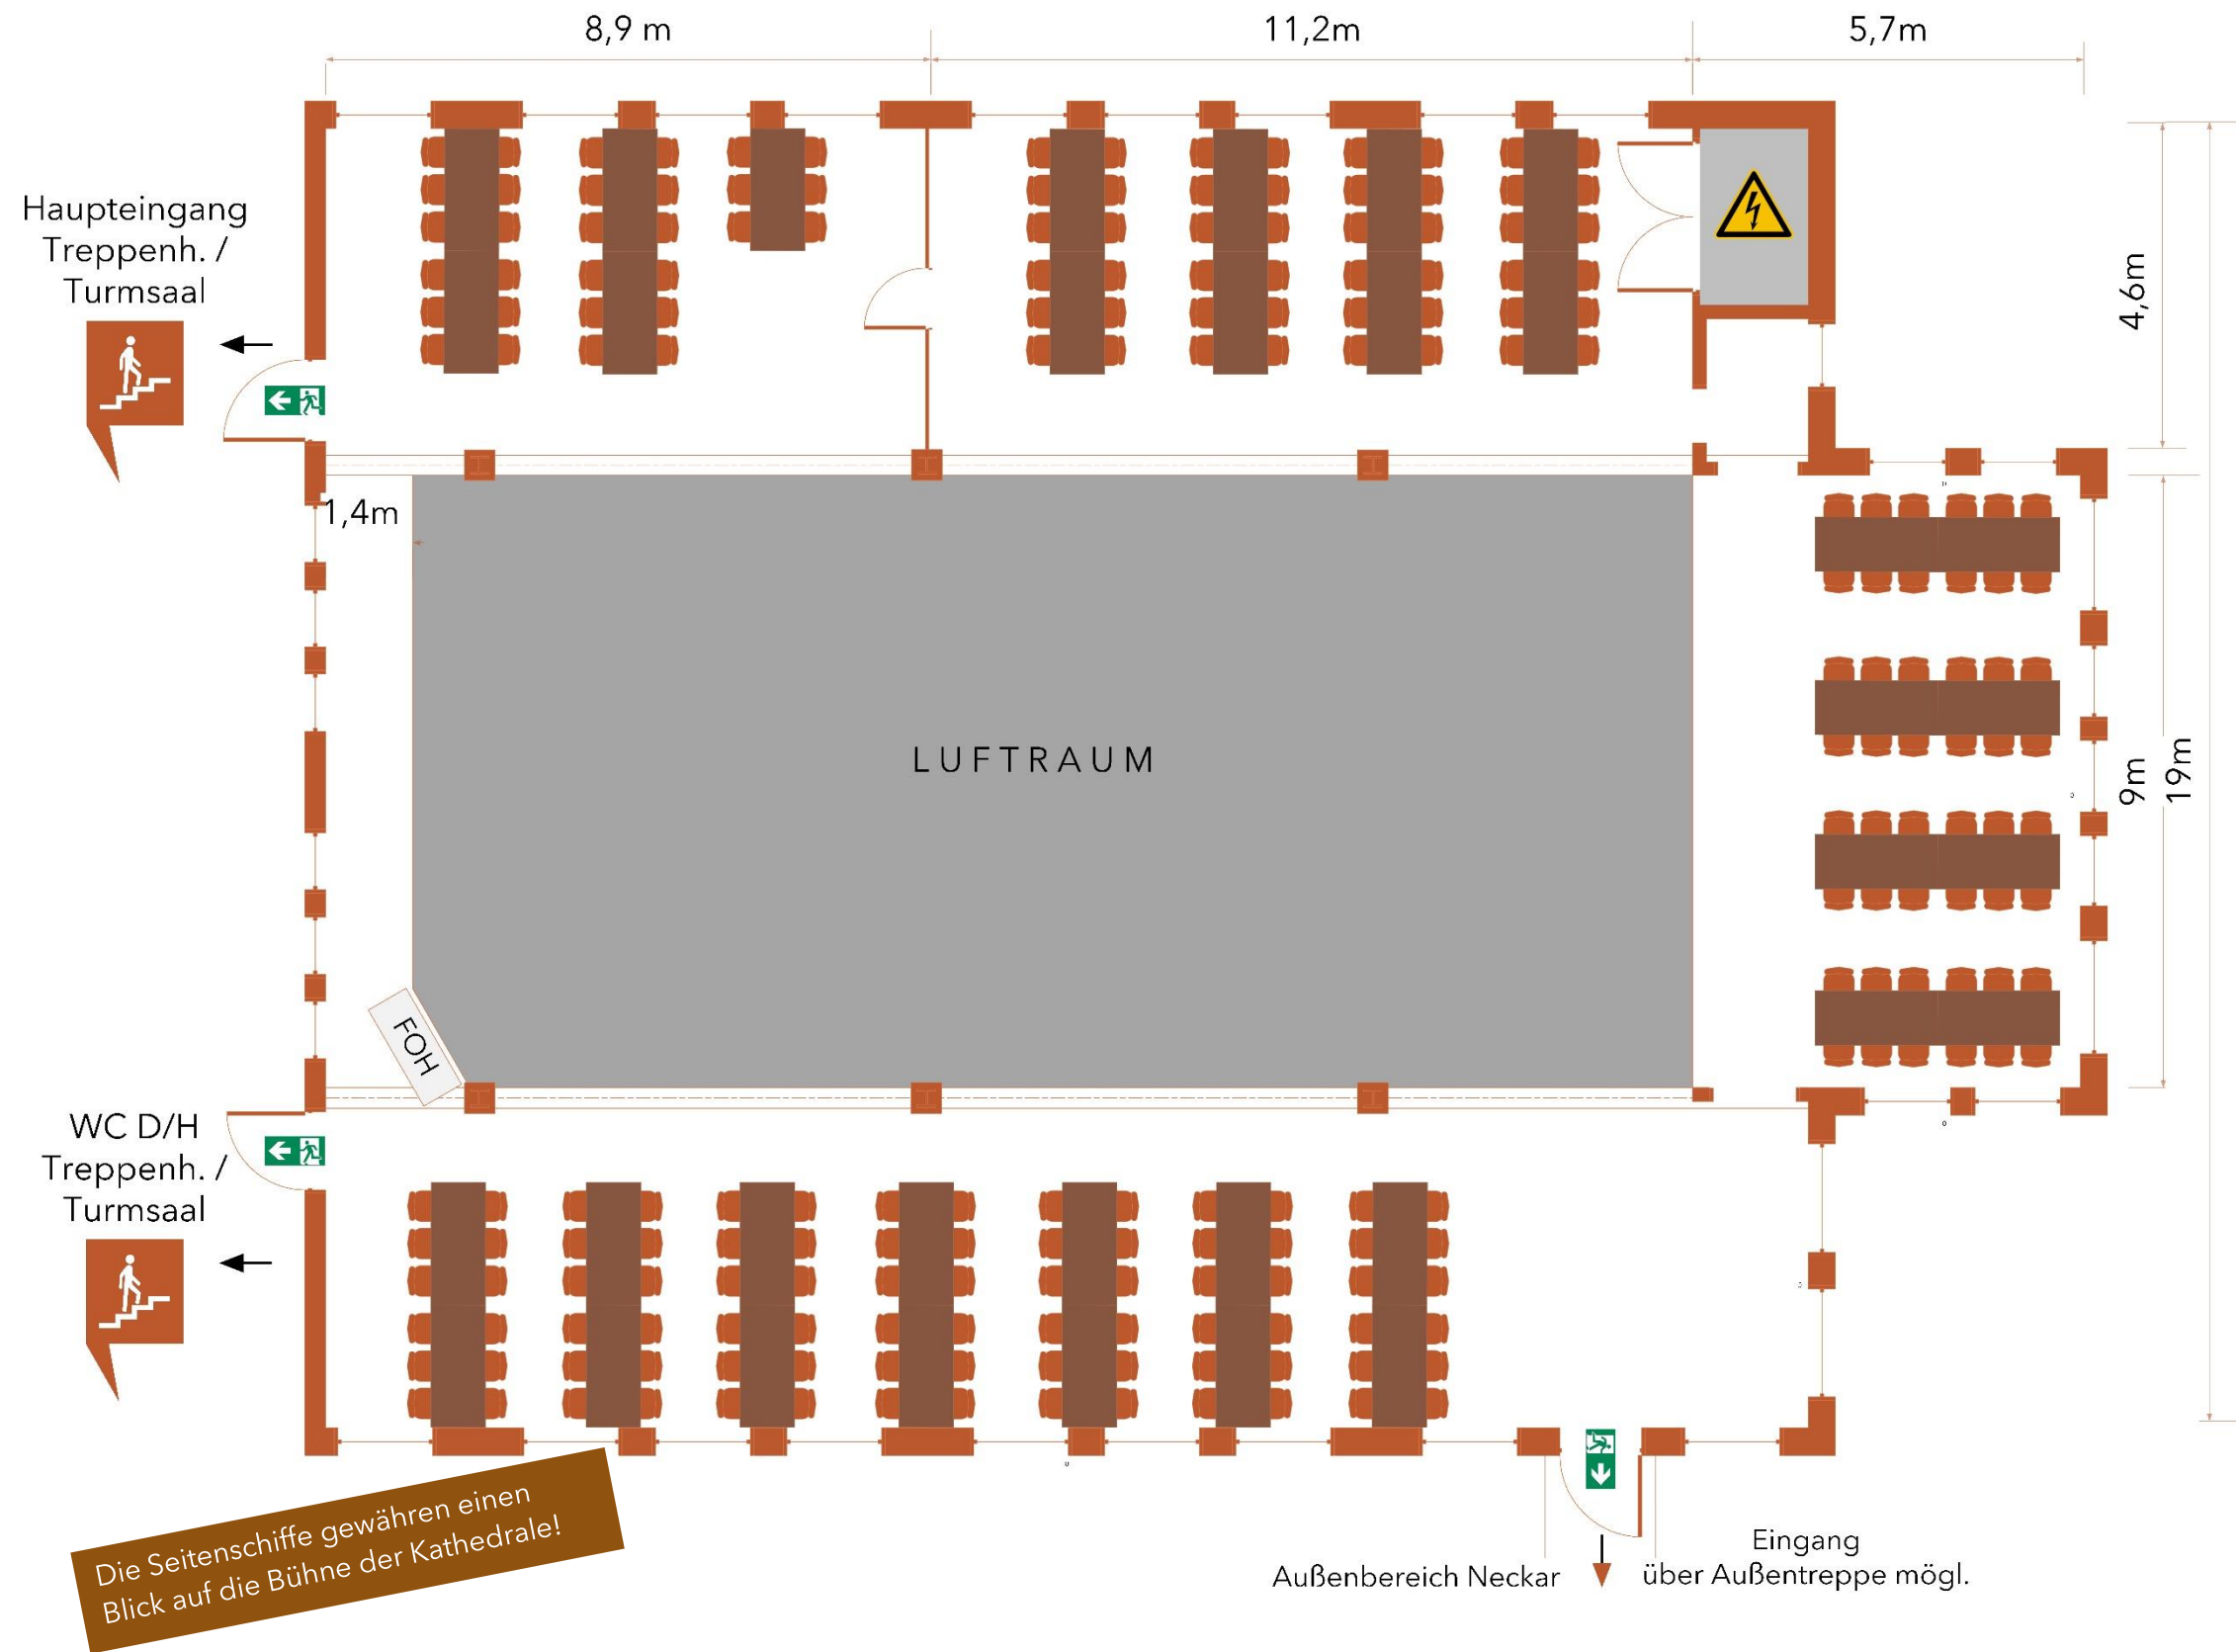 8,9 m
11,2m
5,7m
Haupteingang
Treppenh. /
Turmsaal
4,6m
1,4m
LUFTRAUM
9m
19m
FOH
WC D/H
Treppenh. /
Turmsaal
Die Seitenschiffe gewähren einen
Blick auf die Bühne der Kathedrale!
Außenbereich Neckar
Eingang
über Außentreppe mögl.